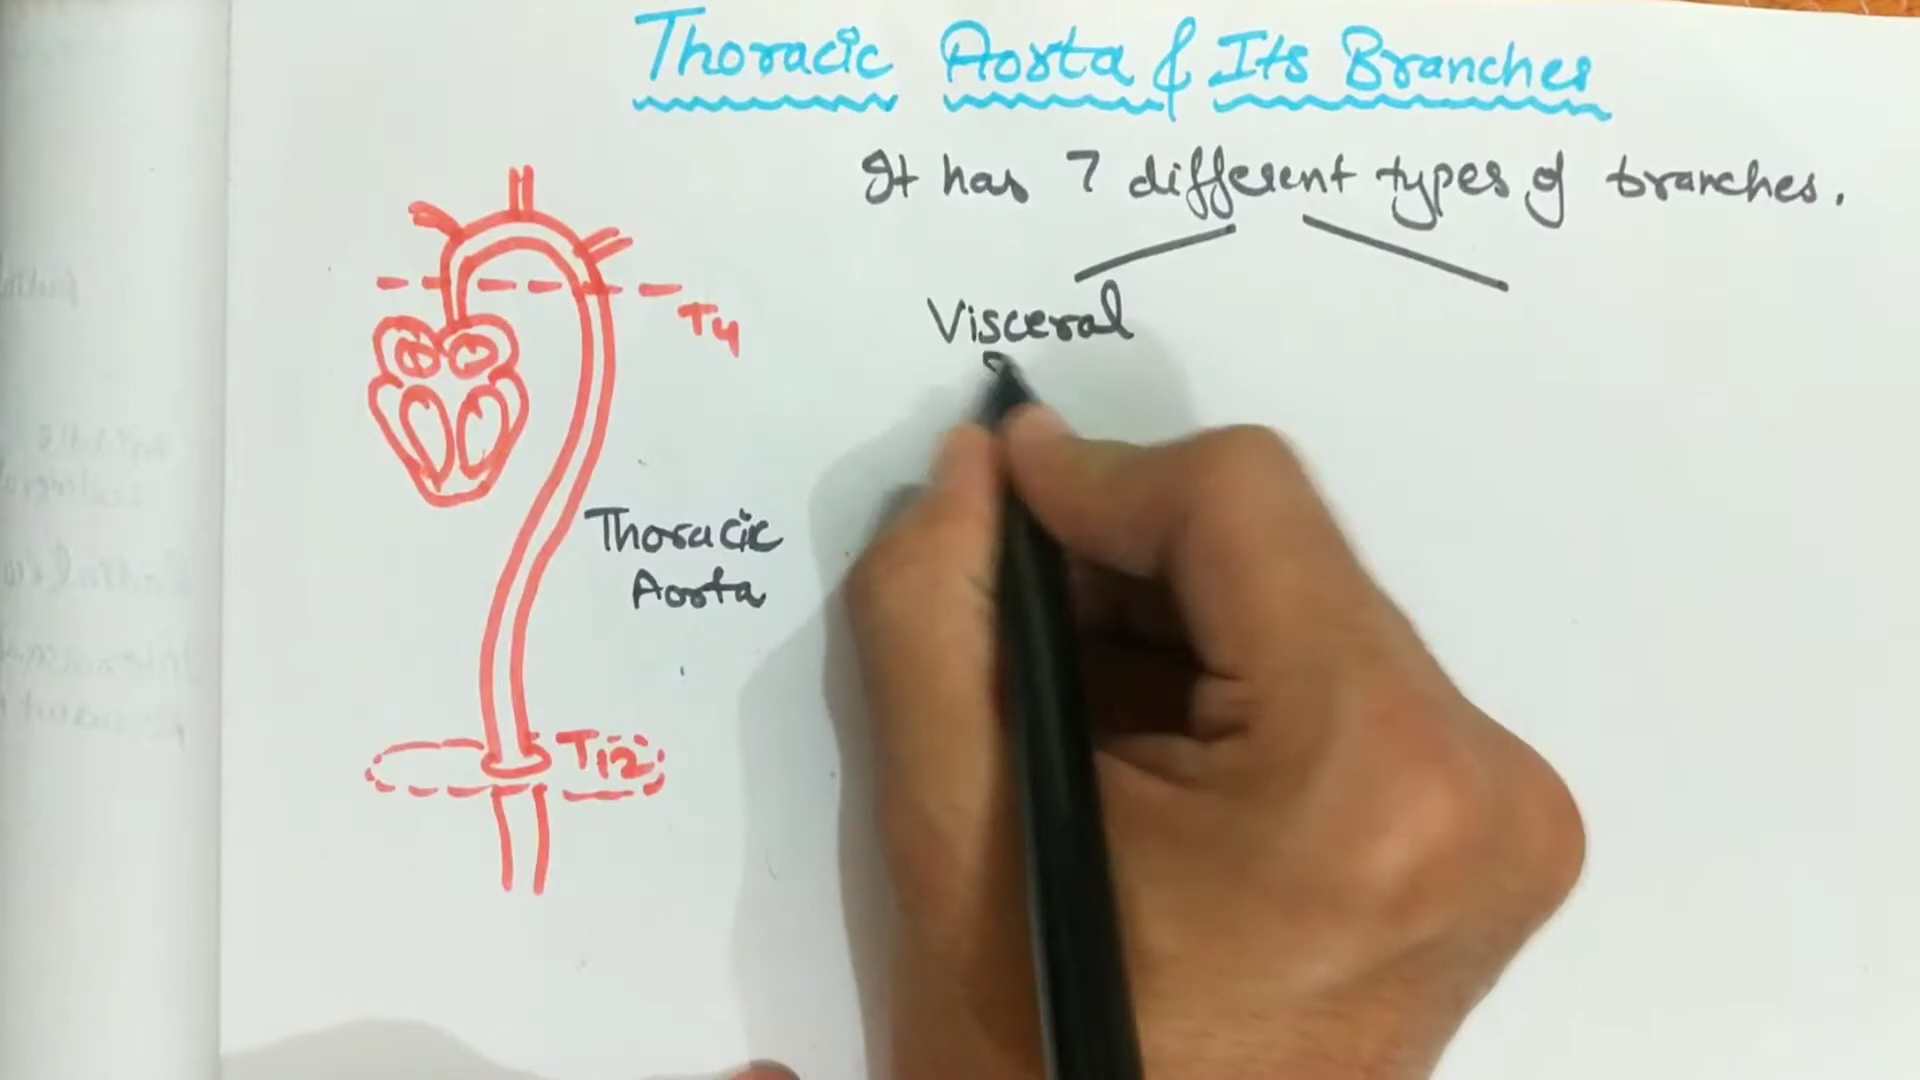 Thoracic Aorta & Its Branches
It has 7 different types of branches.
Visceral
T4
Thoracic
Aorta
T12